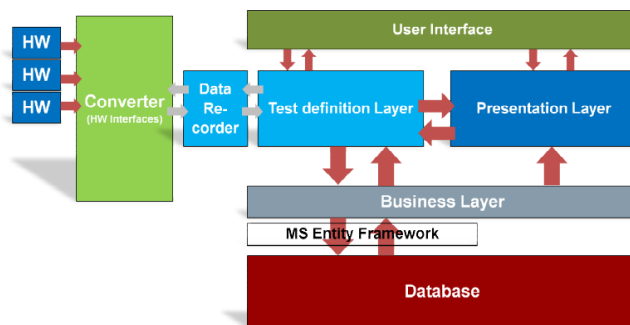 User Interface
HW
HW
HW
Converter
(HW Interfaces)
Data
Re-
corder
Test definition Layer
Presentation Layer
Business Layer
MS Entity Framework
Database